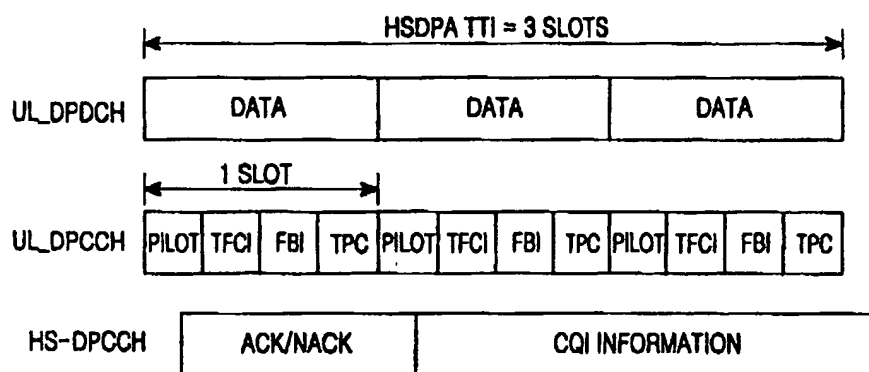 HSDPA TTI = 3 SLOTS
UL_DPDCH DATA DATA DATA
1 SLOT
UL_DPCCH PILOT TFCI FBI TPC PILOT TFCI FBI TPC PILOT TFCI FBI TPC
HS-DPCCH ACK/NACK CQI INFORMATION